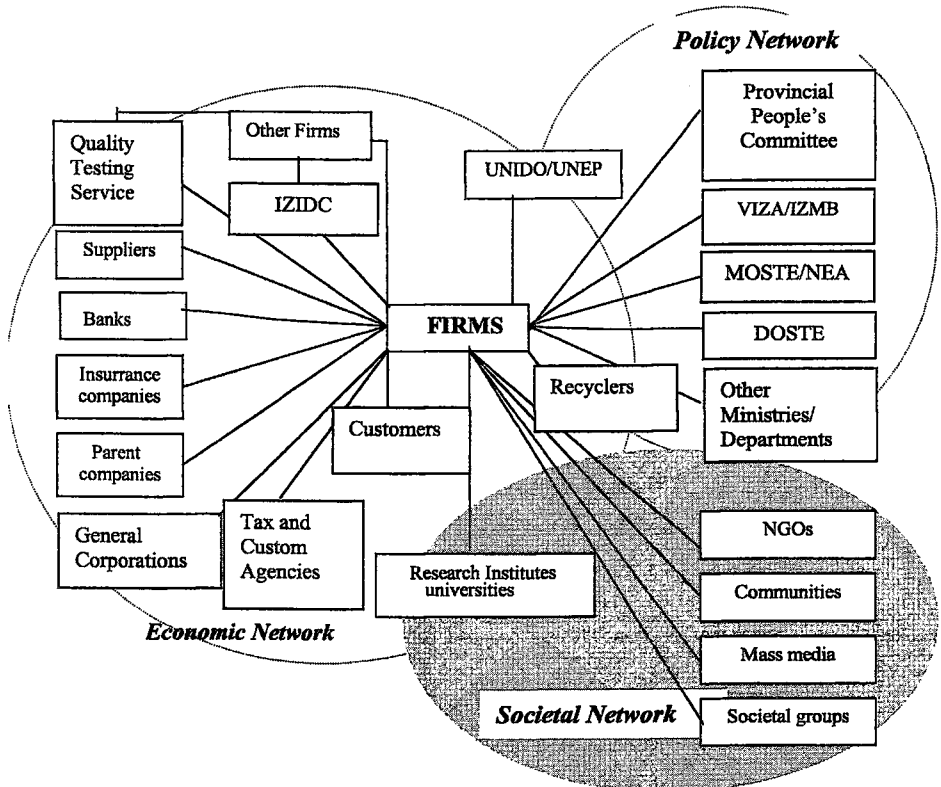 Policy Network
Provincial
People's
Committee
Other Firms
Quality
Testing
Service
UNIDO/UNEP
IZIDC
VIZA/IZMB
Suppliers
MOSTE/NEA
Banks
FIRMS
DOSTE
Insurrance
companies
Recyclers
Other
Ministries/
Departments
Customers
Parent
companies
General
Corporations
Tax and
Custom
Agencies
NGOs
Research Institutes
universities
Communities
Economic Network
Mass media
Societal Network
Societal groups